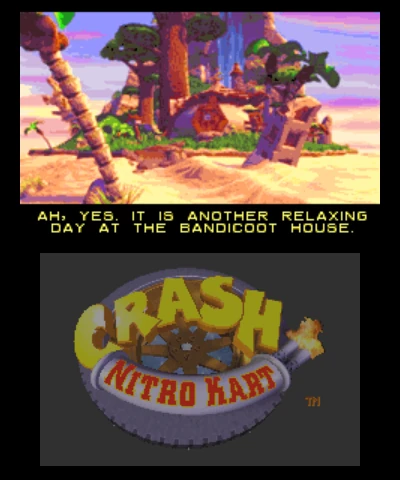 AH, YES. IT IS ANOTHER RELAXING
DAY AT THE BANDICOOT HOUSE.
CRASH
NITRO KART
TM